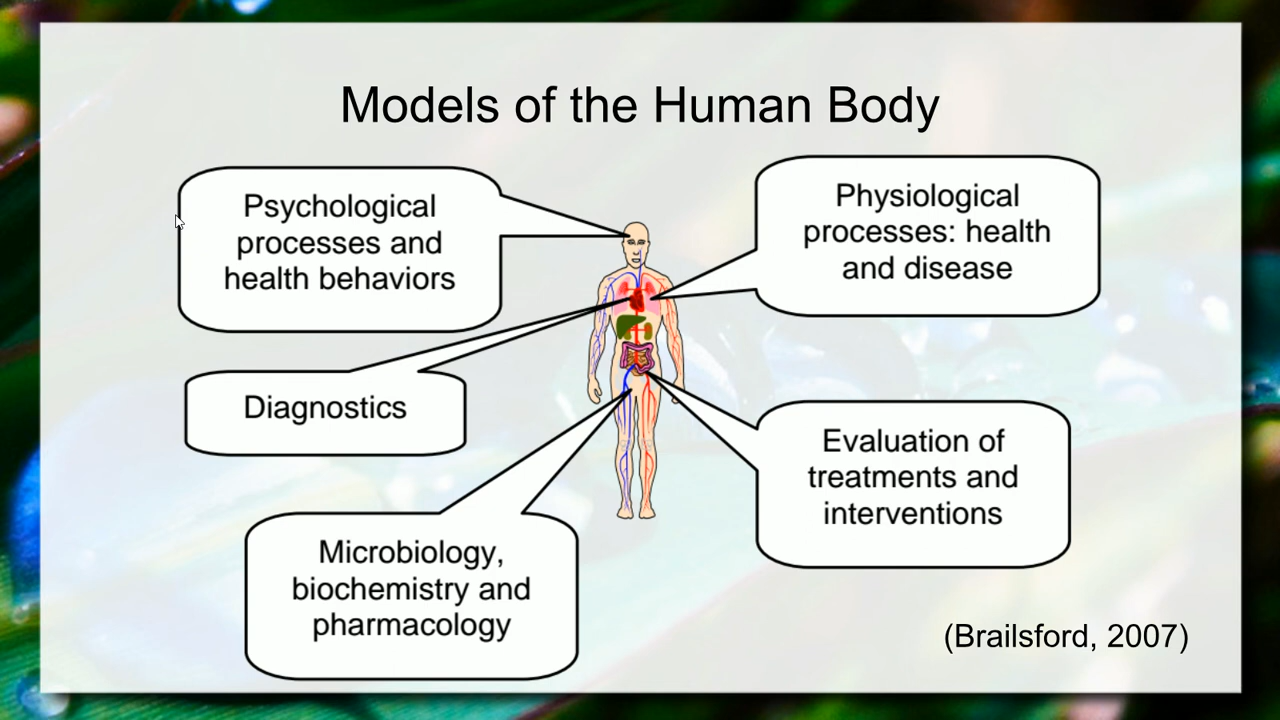 Models of the Human Body
Psychological
processes and
health behaviors
Physiological
processes: health
and disease
Diagnostics
Evaluation of
treatments and
interventions
Microbiology,
biochemistry and
pharmacology
(Brailsford, 2007)